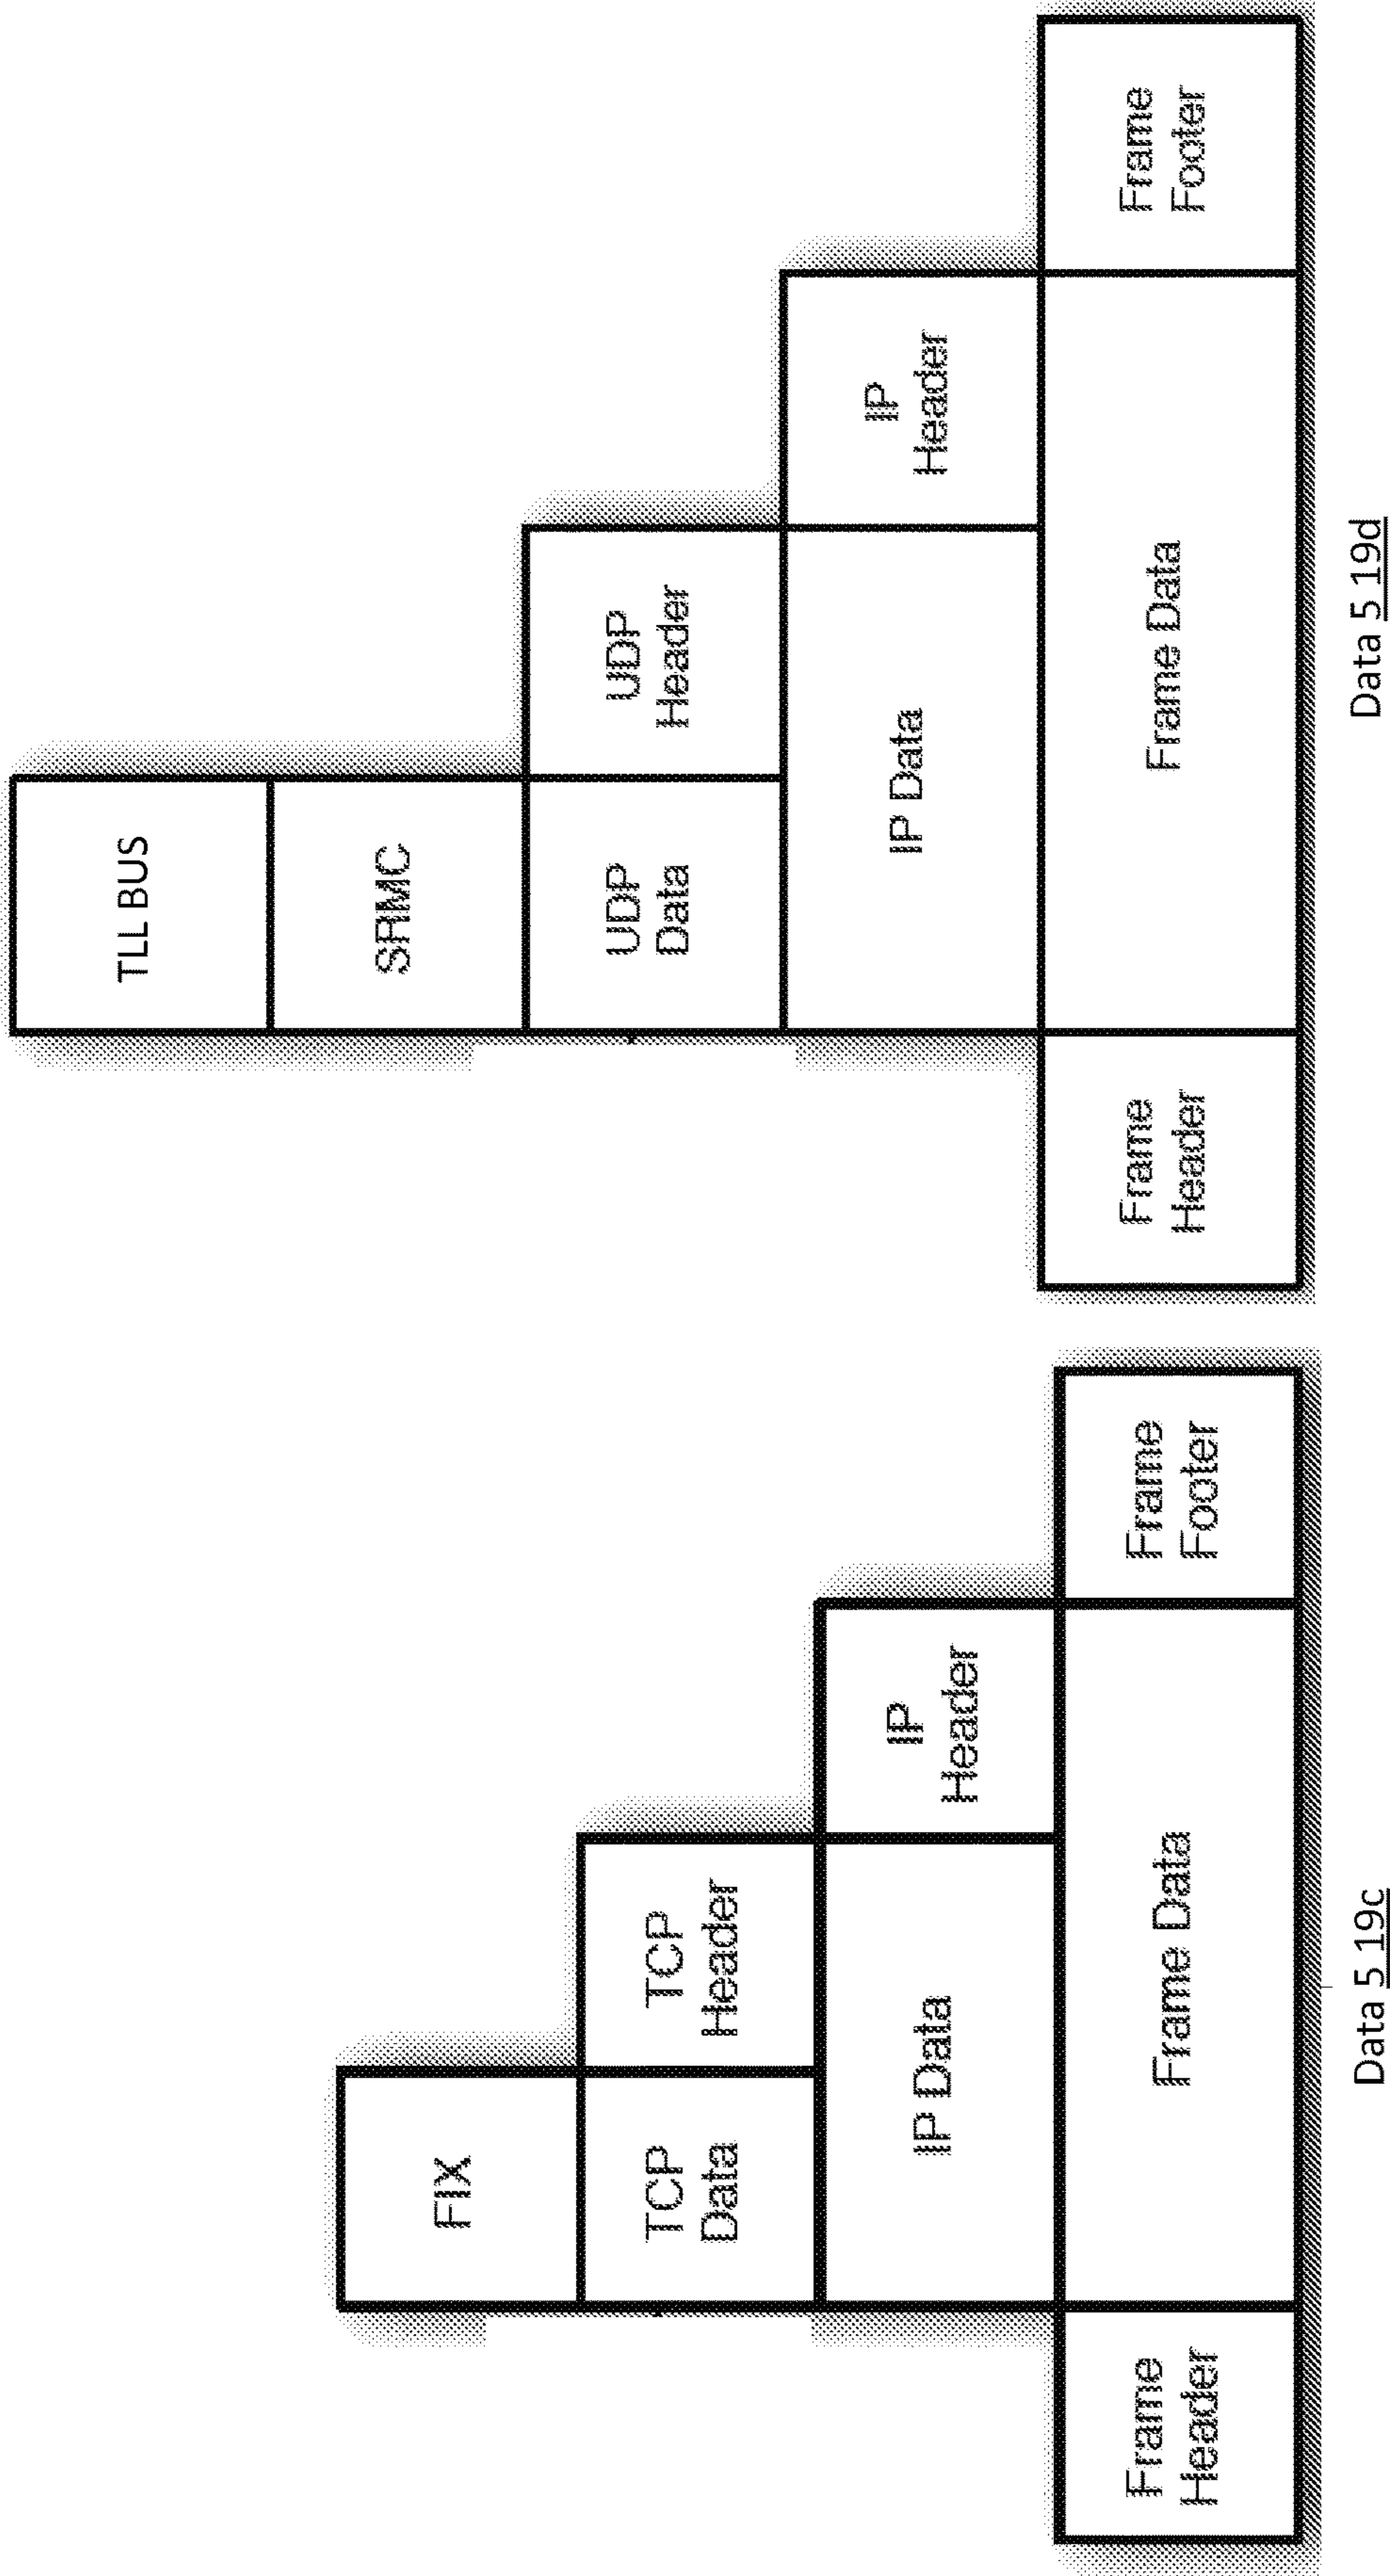 FIX
TCP
Data
TCP
Header
IP Data
IP
Header
Frame
Header
Frame Data
Frame
Footer
Data 5 19c
TLL BUS
SRMC
UDP
Data
UDP
Header
IP Data
IP
Header
Frame
Header
Frame Data
Frame
Footer
Data 5 19d